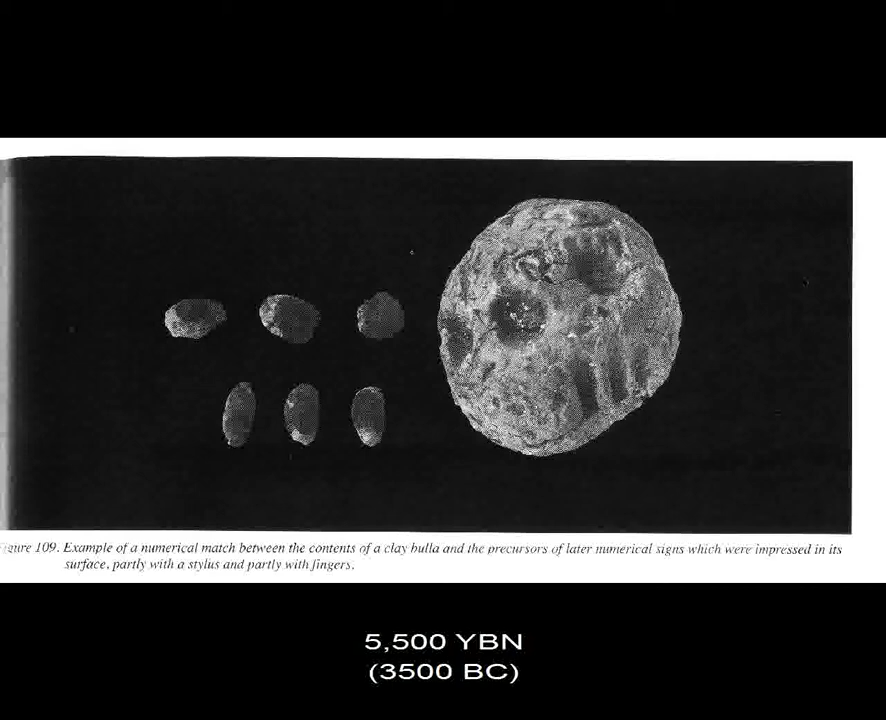 Figure 109. Example of a numerical match between the contents of a clay bulla and the precursors of later numerical signs which were impressed in its
surface, partly with a stylus and partly with fingers.
5,500 YBN
(3500 BC)